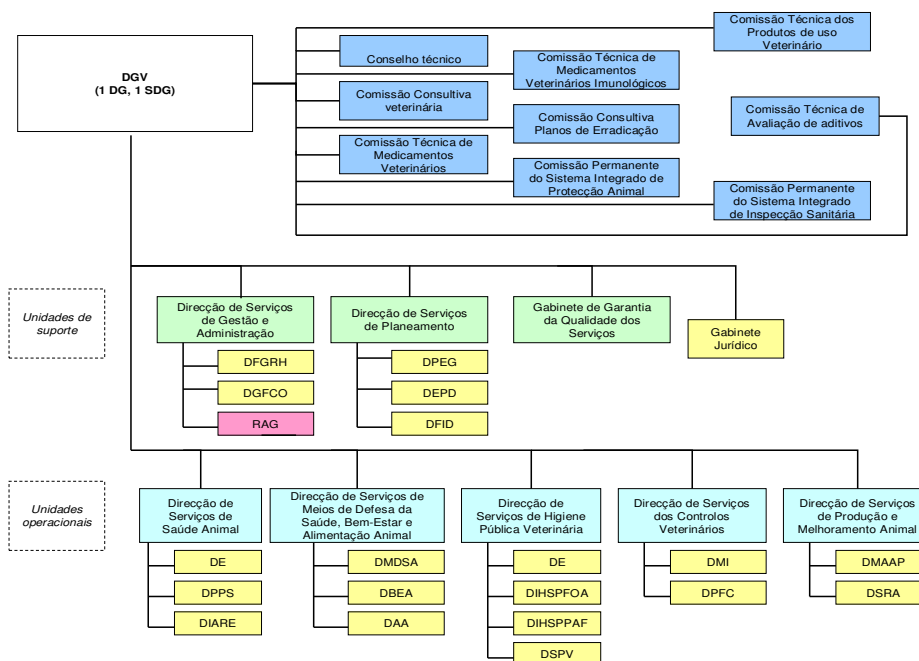 DGV
(1 DG, 1 SDG)
Comissão Técnica dos
Produtos de uso
Veterinário
Conselho técnico
Comissão Técnica de
Medicamentos
Veterinários Imunológicos
Comissão Consultiva
veterinária
Comissão Consultiva
Planos de Erradicação
Comissão Técnica de
Avaliação de aditivos
Comissão Técnica de
Medicamentos
Veterinários
Comissão Permanente
do Sistema Integrado de
Protecção Animal
Comissão Permanente
do Sistema Integrado
de Inspecção Sanitária
Unidades de
suporte
Direcção de Serviços
de Gestão e
Administração
DFGRH
DGFCO
RAG
Direcção de Serviços
de Planeamento
DPEG
DEPD
DFID
Gabinete de Garantia
da Qualidade dos
Serviços
Gabinete
Jurídico
Unidades
operacionais
Direcção de
Serviços de
Saúde Animal
DE
DPPS
DIARE
Direcção de Serviços de
Meios de Defesa da
Saúde, Bem-Estar e
Alimentação Animal
DMDSA
DBEA
DAA
Direcção de
Serviços de Higiene
Pública Veterinária
DE
DIHSPFOA
DIHSPPAF
DSPV
Direcção de Serviços
dos Controlos
Veterinários
DMI
DPFC
Direcção de Serviços
de Produção e
Melhoramento Animal
DMAAP
DSRA